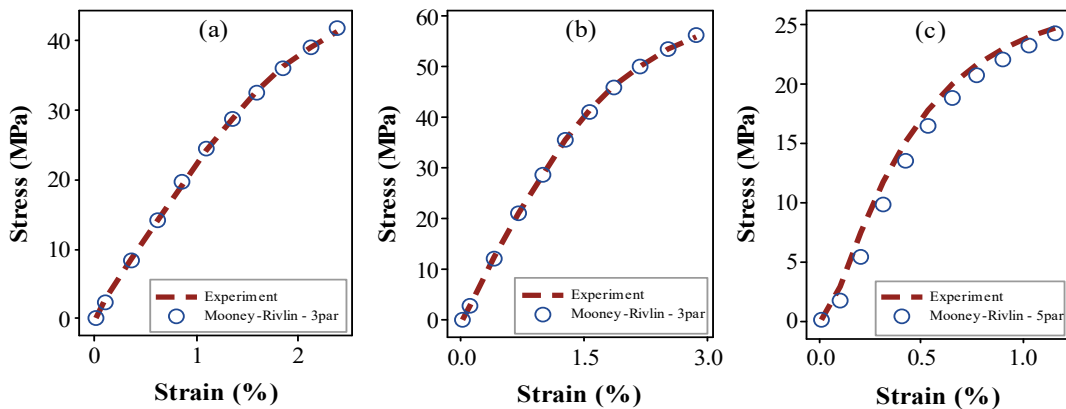 (a)
Stress (MPa)
40
30
20
10
0
Experiment
Mooney-Rivlin - 3par
0
1
2
Strain (%)
(b)
Stress (MPa)
60
50
40
30
20
10
0
Experiment
Mooney-Rivlin - 3par
0.0
1.5
3.0
Strain (%)
(c)
Stress (MPa)
25
20
15
10
5
0
Experiment
Mooney-Rivlin - 5par
0.0
0.5
1.0
Strain (%)